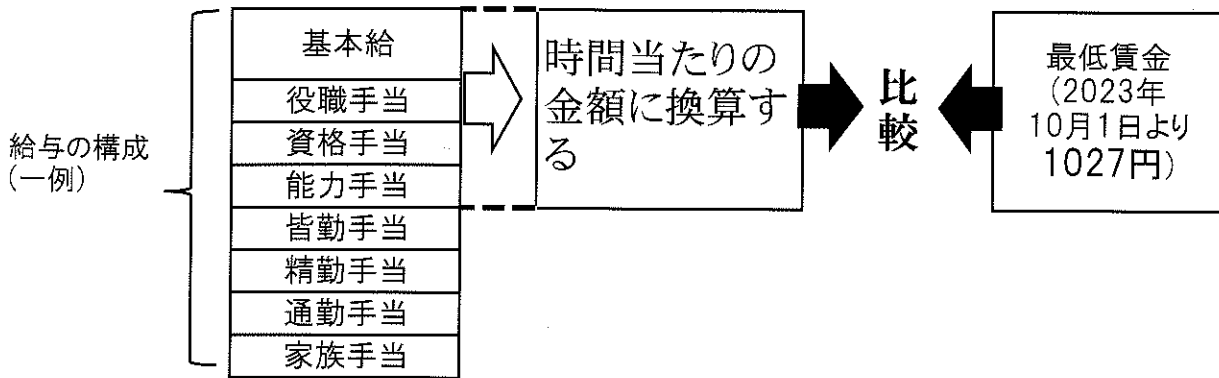 給与の構成
(一例)
基本給
役職手当
資格手当
能力手当
皆勤手当
精勤手当
通勤手当
家族手当
時間当たりの
金額に換算す
る
比
較
最低賃金
(2023年
10月1日より
1027円)